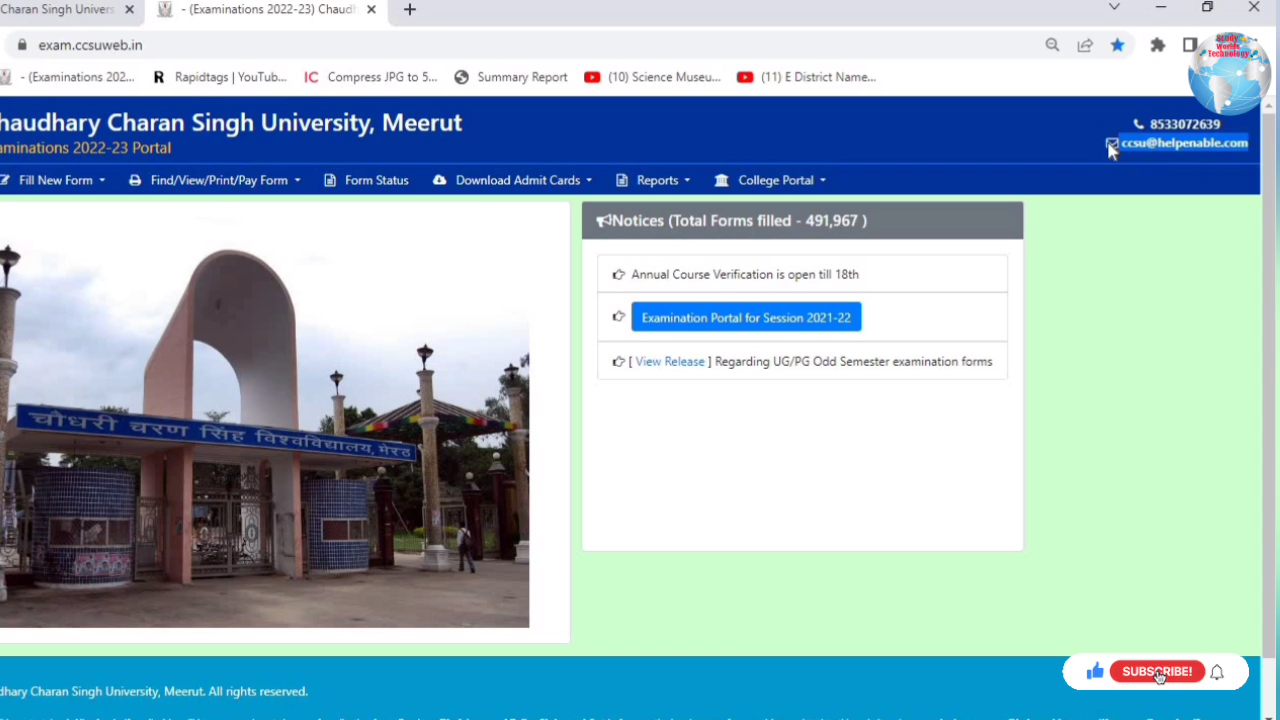 Charan Singh Univers
- (Examinations 2022-23) Chaudh
exam.ccsuweb.in
- (Examinations 202...
R Rapidtags | YouTub...
IC Compress JPG to 5...
Summary Report
(10) Science Museu...
(11) E District Name...
Study
Worlds
Technology
haudhary Charan Singh University, Meerut
aminations 2022-23 Portal
8533072639
ccsu@helpenable.com
Fill New Form
Find/View/Print/Pay Form
Form Status
Download Admit Cards
Reports
College Portal
Notices (Total Forms filled - 491,967 )
Annual Course Verification is open till 18th
Examination Portal for Session 2021-22
[ View Release ] Regarding UG/PG Odd Semester examination forms
चौधरी चरण सिंह विश्वविद्यालय, मेरठ
SUBSCRIBE!
dhary Charan Singh University, Meerut. All rights reserved.